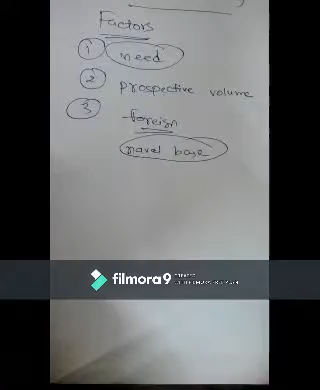 Factors
1 need
2 prospective volume
3 foreign
naval base
filmora9